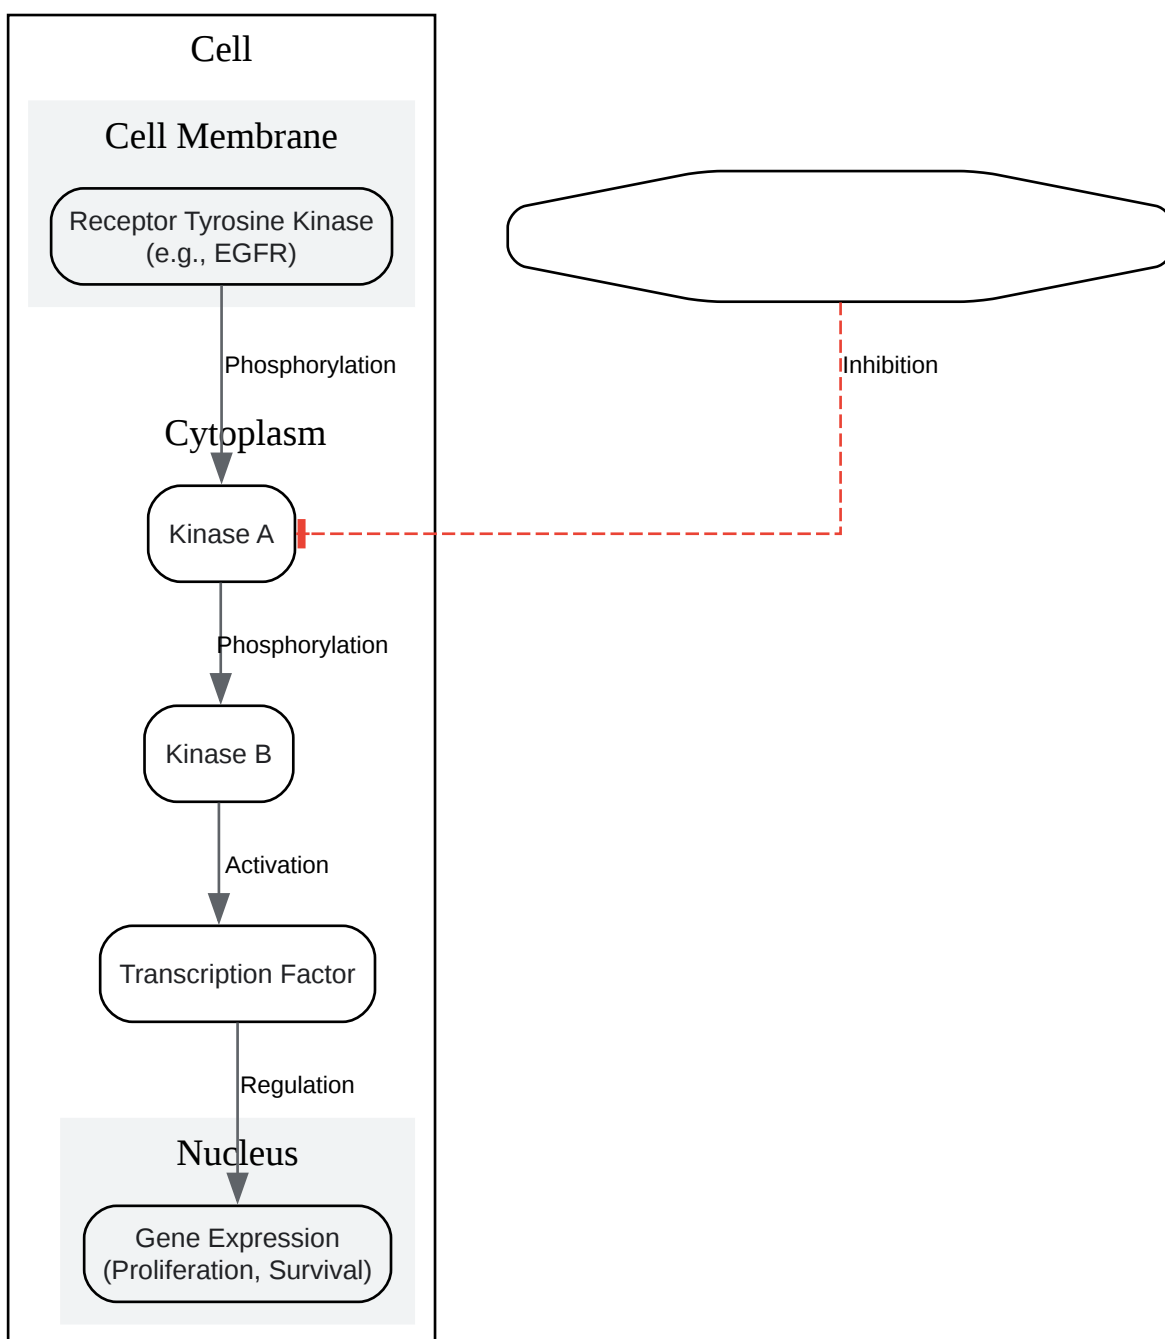 Cell
Cell Membrane
Receptor Tyrosine Kinase
(e.g., EGFR)
Phosphorylation
Inhibition
Cytoplasm
Kinase A
Phosphorylation
Kinase B
Activation
Transcription Factor
Regulation
Nucleus
Gene Expression
(Proliferation, Survival)